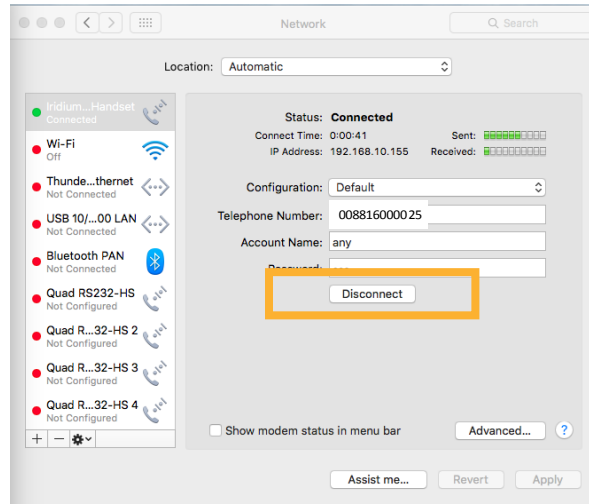 Network
Search
Location: Automatic
Iridium...Handset
Connected
Wi-Fi
Off
Thunde...thernet
Not Connected
USB 10/...00 LAN
Not Connected
Bluetooth PAN
Not Connected
Quad RS232-HS
Not Configured
Quad R...32-HS 2
Not Configured
Quad R...32-HS 3
Not Configured
Quad R...32-HS 4
Not Configured
Status: Connected
Connect Time: 0:00:41 Sent:
IP Address: 192.168.10.155 Received:
Configuration: Default
Telephone Number: 008816000025
Account Name: any
Password: ...
Disconnect
Show modem status in menu bar
Advanced... ?
Assist me... Revert Apply